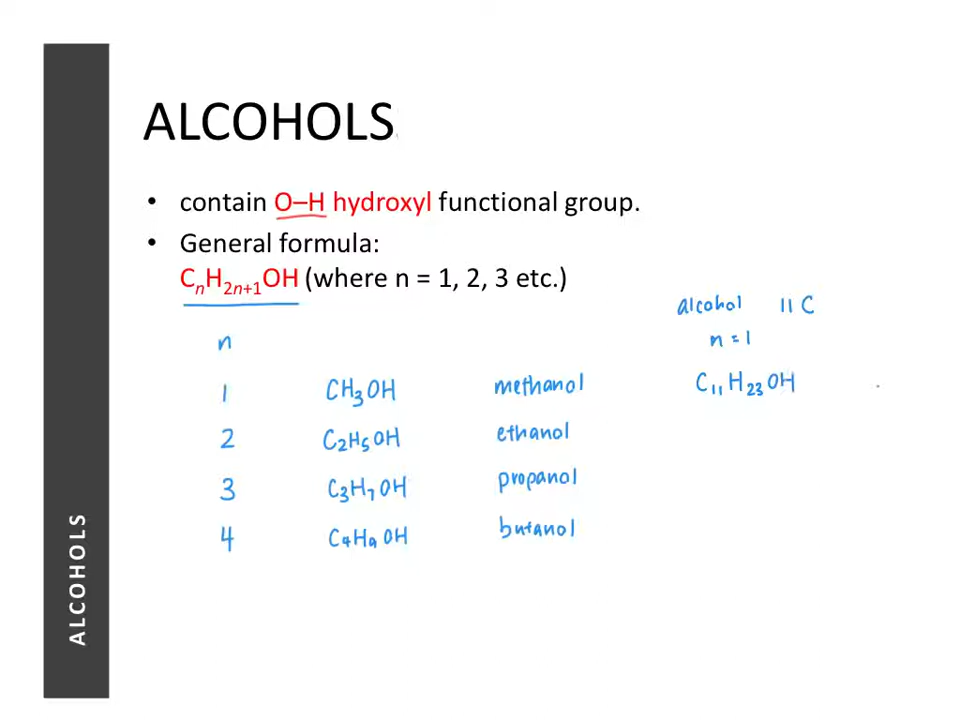 ALCOHOLS
• contain O–H hydroxyl functional group.
• General formula:
CnH2n+1OH (where n = 1, 2, 3 etc.)
alcohol 11 C
n = 1
n
1 CH3OH methanol C11H23OH
2 C2H5OH ethanol
3 C3H7OH propanol
4 C4H9OH butanol
ALCOHOLS